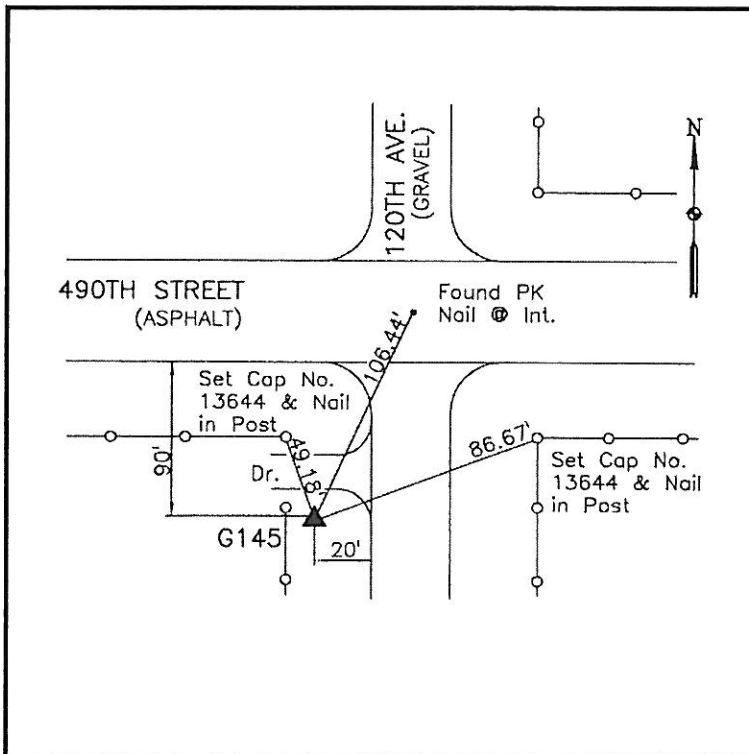 120TH AVE.
(GRAVEL)
N
490TH STREET
(ASPHALT)
Found PK
Nail @ Int.
106.44'
Set Cap No.
13644 & Nail
in Post
90'
49.18'
Dr.
86.67'
Set Cap No.
13644 & Nail
in Post
G145
20'